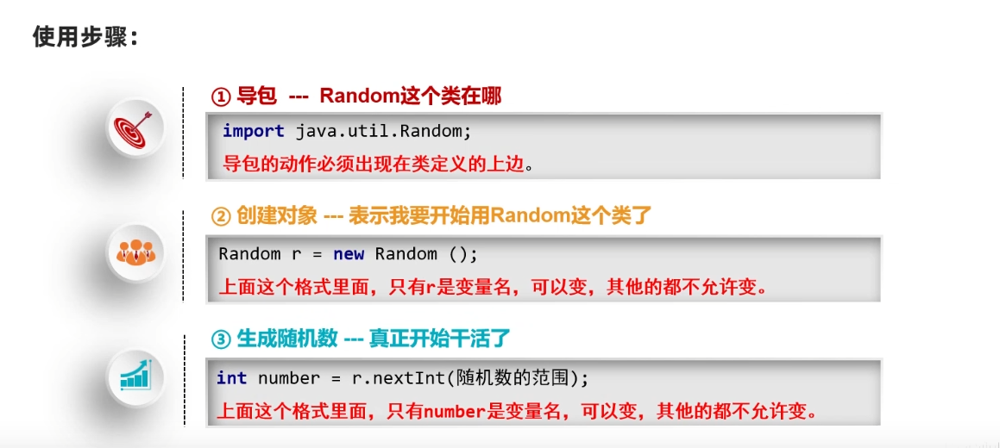 使用步骤：
① 导包 --- Random这个类在哪
import java.util.Random;
导包的动作必须出现在类定义的上边。
② 创建对象 --- 表示我要开始用Random这个类了
Random r = new Random ();
上面这个格式里面，只有r是变量名，可以变，其他的都不允许变。
③ 生成随机数 --- 真正开始干活了
int number = r.nextInt(随机数的范围);
上面这个格式里面，只有number是变量名，可以变，其他的都不允许变。